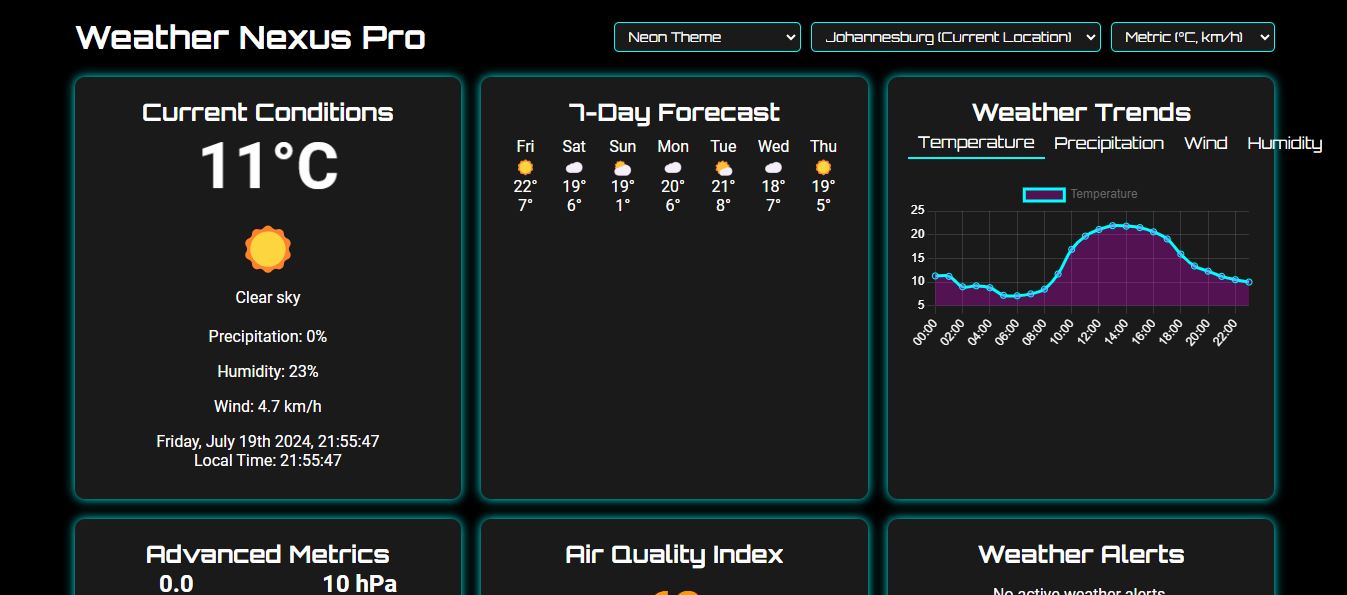 Weather Nexus Pro
Neon Theme
Johannesburg (Current Location)
Metric (°C, km/h)
Current Conditions
11°C
Clear sky
Precipitation: 0%
Humidity: 23%
Wind: 4.7 km/h
Friday, July 19th 2024, 21:55:47
Local Time: 21:55:47
7-Day Forecast
Fri Sat Sun Mon Tue Wed Thu
22° 19° 19° 20° 21° 18° 19°
7° 6° 1° 6° 8° 7° 5°
Weather Trends
Temperature Precipitation Wind Humidity
Temperature
25
20
15
10
5
00:00 02:00 04:00 06:00 08:00 10:00 12:00 14:00 16:00 18:00 20:00 22:00
Advanced Metrics
0.0 10 hPa
Air Quality Index
Weather Alerts
No active weather alerts